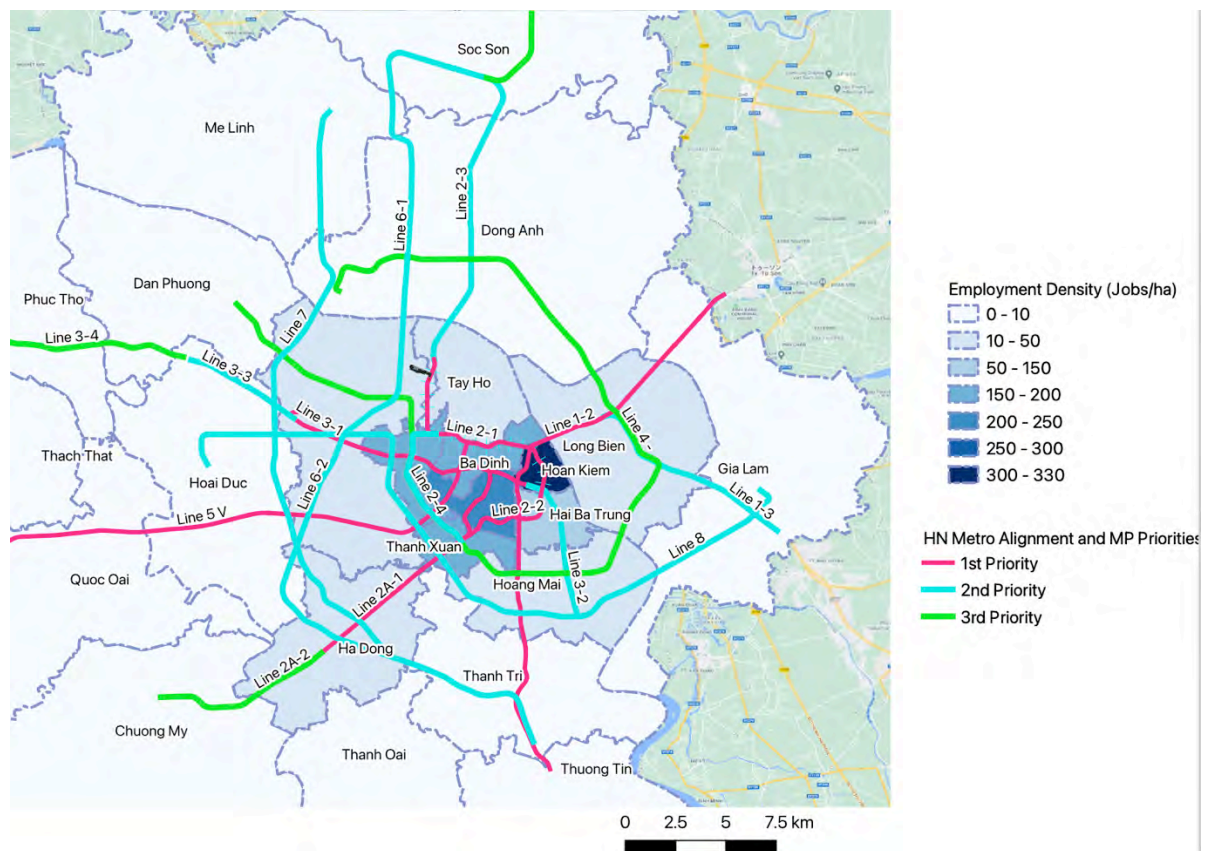 Soc Son
Me Linh
Line 6-1
Line 2-3
Dong Anh
Dan Phuong
Phuc Tho
Line 7
Line 3-4
Line 3-3
Tay Ho
Line 3-1
Line 2-1
Line 1-2
Line 4 -
Long Bien
Thach That
Ba Dinh
Hoan Kiem
Gia Lam
Hoai Duc
Line 6-2
Line 2-4
Line 2-2
Line 1-3
Line 5 V
Hai Ba Trung
Thanh Xuan
Line 8
Quoc Oai
Line 2A-1
Hoang Mai
Line 3-2
Ha Dong
Line 2A-2
Thanh Tri
Chuong My
Thanh Oai
Thuong Tin
Employment Density (Jobs/ha)
0 - 10
10 - 50
50 - 150
150 - 200
200 - 250
250 - 300
300 - 330
HN Metro Alignment and MP Priorities
1st Priority
2nd Priority
3rd Priority
0 2.5 5 7.5 km